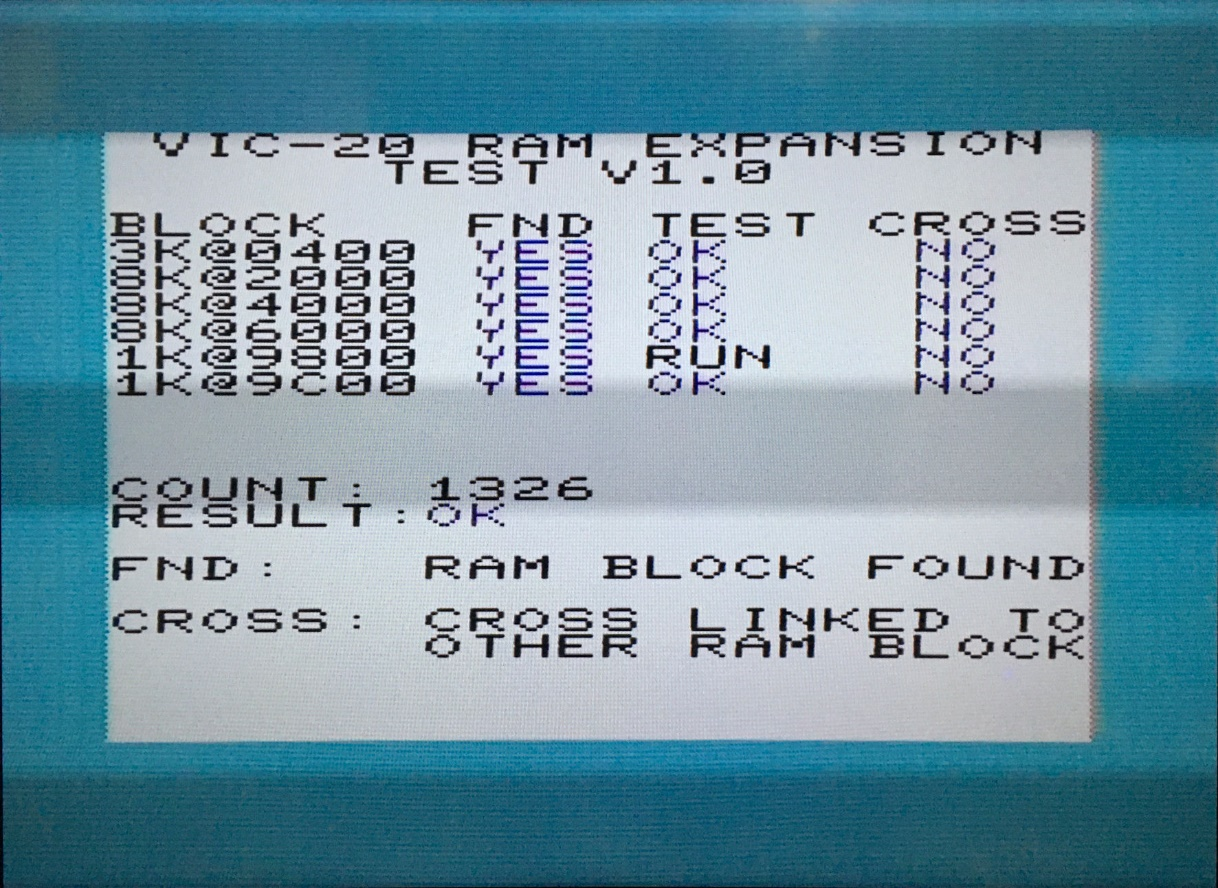 VIC-20 RAM EXPANSION
TEST V1.0
BLOCK FND TEST CROSS
3K@0400 YES OK NO
8K@2000 YES OK NO
8K@4000 YES OK NO
8K@6000 YES OK NO
1K@9800 YES RUN NO
1K@9C00 YES OK NO
COUNT: 1326
RESULT:OK
FND: RAM BLOCK FOUND
CROSS: CROSS LINKED TO
OTHER RAM BLOCK